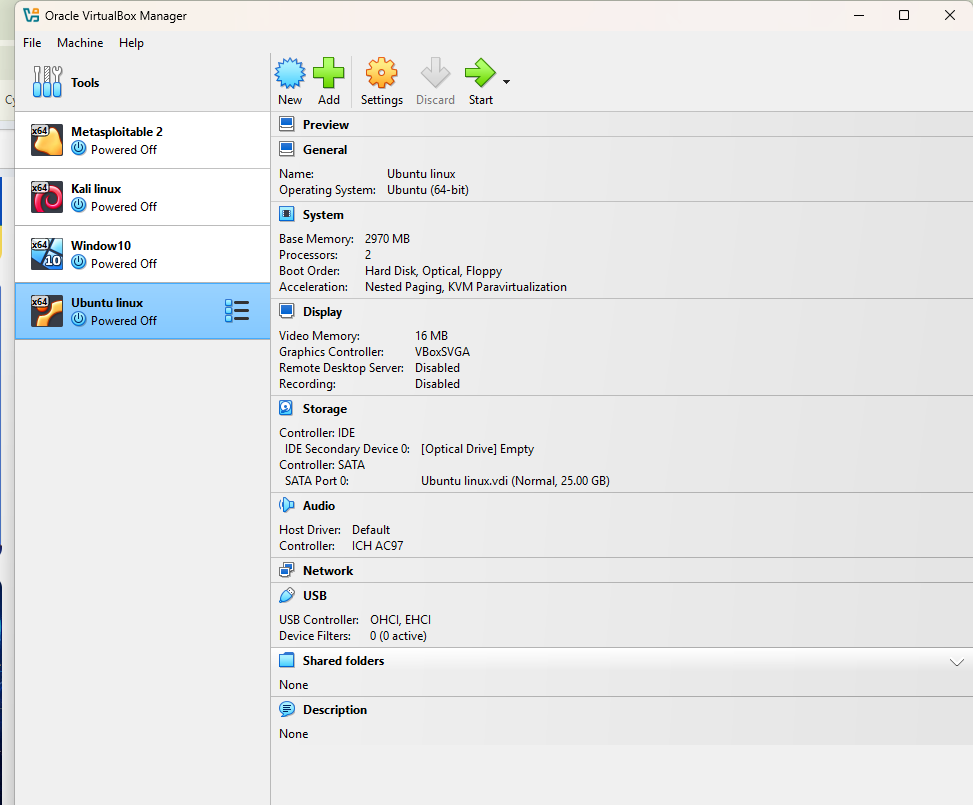 Oracle VirtualBox Manager
File Machine Help
Tools
New Add Settings Discard Start
x64 Metasploitable 2
Powered Off
x64 Kali linux
Powered Off
x64 10 Window10
Powered Off
x64 Ubuntu linux
Powered Off
Preview
General
Name: Ubuntu linux
Operating System: Ubuntu (64-bit)
System
Base Memory: 2970 MB
Processors: 2
Boot Order: Hard Disk, Optical, Floppy
Acceleration: Nested Paging, KVM Paravirtualization
Display
Video Memory: 16 MB
Graphics Controller: VBoxSVGA
Remote Desktop Server: Disabled
Recording: Disabled
Storage
Controller: IDE
IDE Secondary Device 0: [Optical Drive] Empty
Controller: SATA
SATA Port 0: Ubuntu linux.vdi (Normal, 25.00 GB)
Audio
Host Driver: Default
Controller: ICH AC97
Network
USB
USB Controller: OHCI, EHCI
Device Filters: 0 (0 active)
Shared folders
None
Description
None